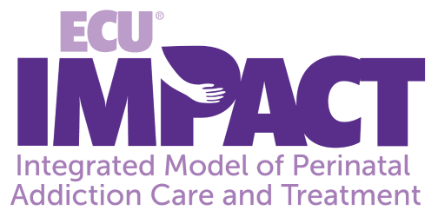 ECU®
IMPACT
Integrated Model of Perinatal
Addiction Care and Treatment